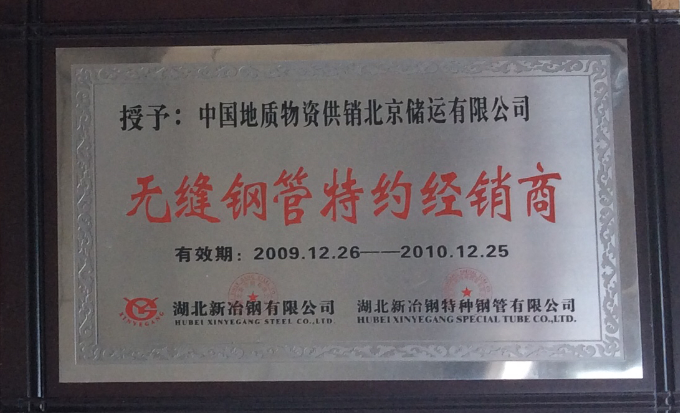 授予：中国地质物资供销北京储运有限公司
无缝钢管特约经销商
有效期：2009.12.26——2010.12.25
XINYEGANG
湖北新冶钢有限公司
HUBEI XINYEGANG STEEL CO.,LTD.
湖北新冶钢特种钢管有限公司
HUBEI XINYEGANG SPECIAL TUBE CO.,LTD.